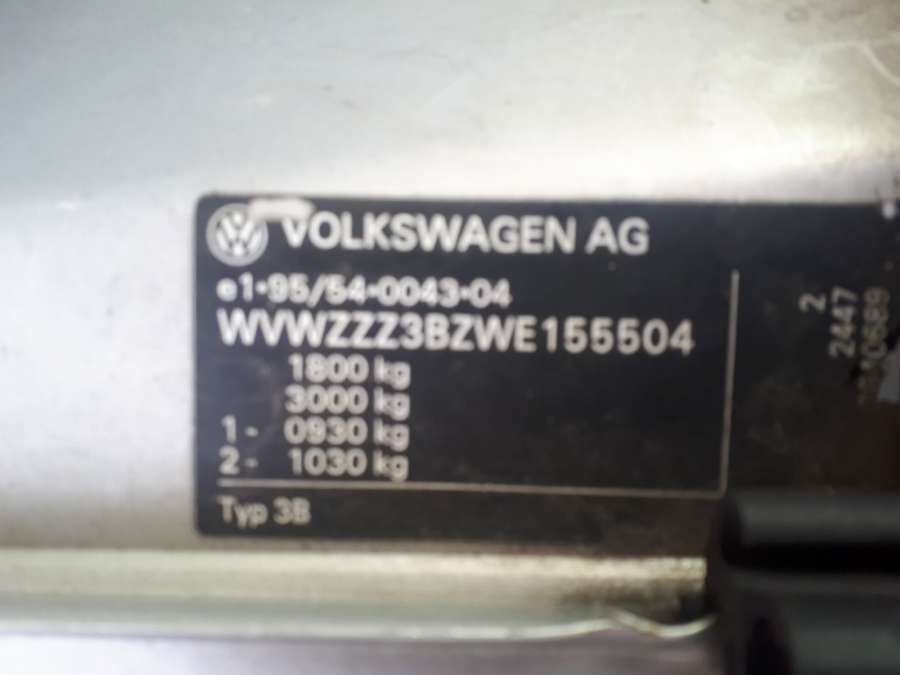 VOLKSWAGEN AG
e1*95/54*0043*04
WVWZZZ3BZWE155504
1800 kg
3000 kg
1- 0930 kg
2- 1030 kg
Typ 3B
2
2447